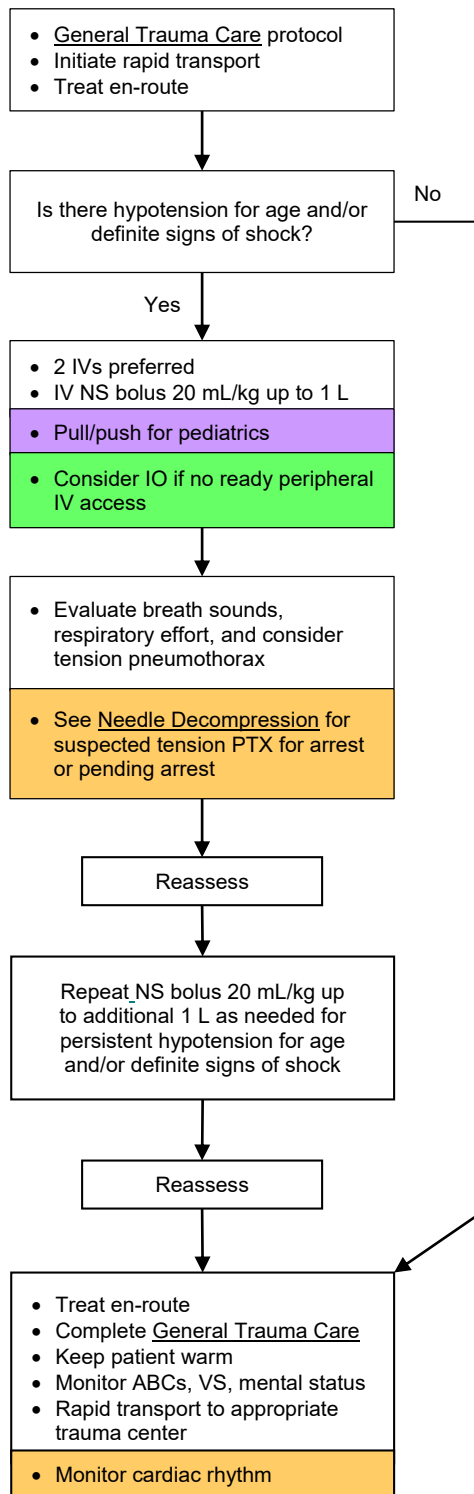 • General Trauma Care protocol
• Initiate rapid transport
• Treat en-route
Is there hypotension for age and/or
definite signs of shock?
No
Yes
• 2 IVs preferred
• IV NS bolus 20 mL/kg up to 1 L
• Pull/push for pediatrics
• Consider IO if no ready peripheral
IV access
• Evaluate breath sounds,
respiratory effort, and consider
tension pneumothorax
• See Needle Decompression for
suspected tension PTX for arrest
or pending arrest
Reassess
Repeat NS bolus 20 mL/kg up
to additional 1 L as needed for
persistent hypotension for age
and/or definite signs of shock
Reassess
• Treat en-route
• Complete General Trauma Care
• Keep patient warm
• Monitor ABCs, VS, mental status
• Rapid transport to appropriate
trauma center
• Monitor cardiac rhythm